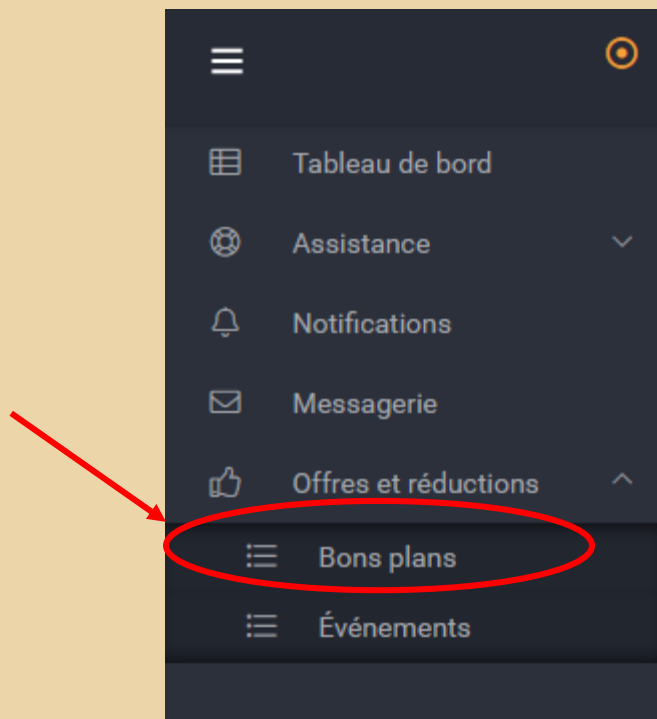 Tableau de bord
Assistance
Notifications
Messagerie
Offres et réductions
Bons plans
Événements